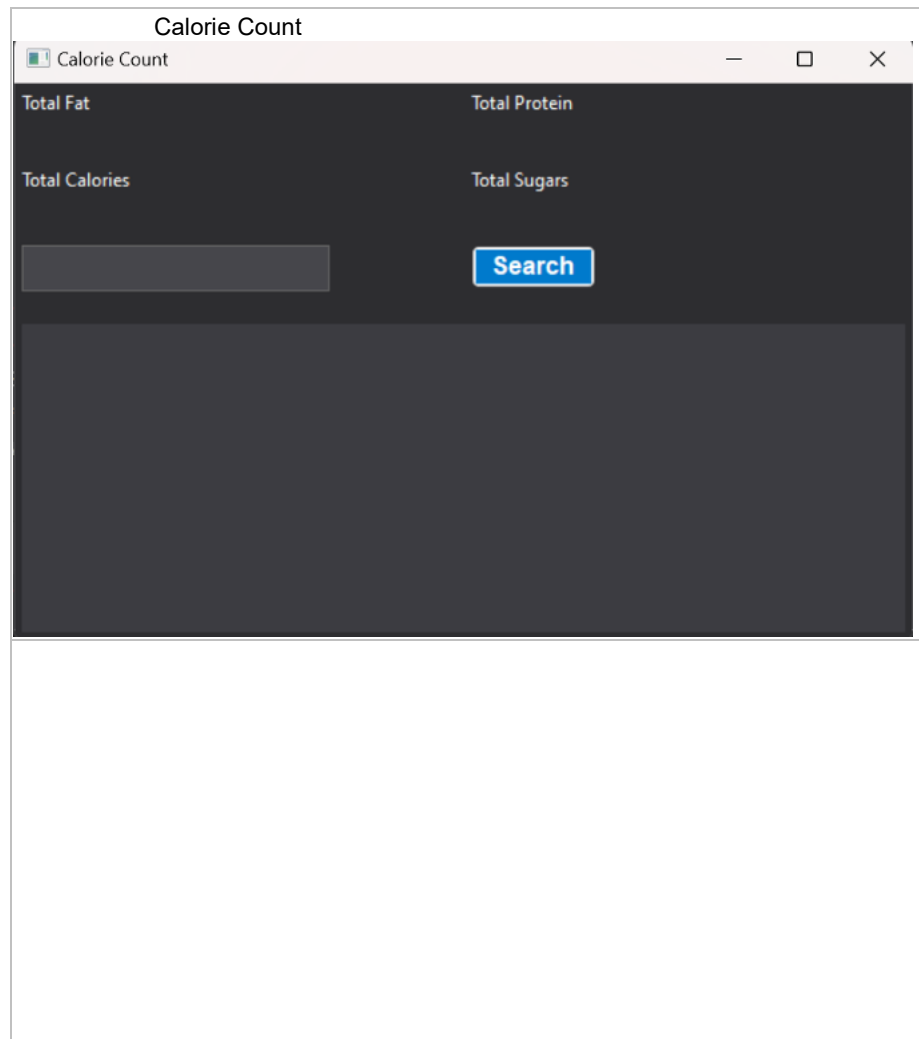 Calorie Count
Calorie Count
Total Fat
Total Protein
Total Calories
Total Sugars
Search